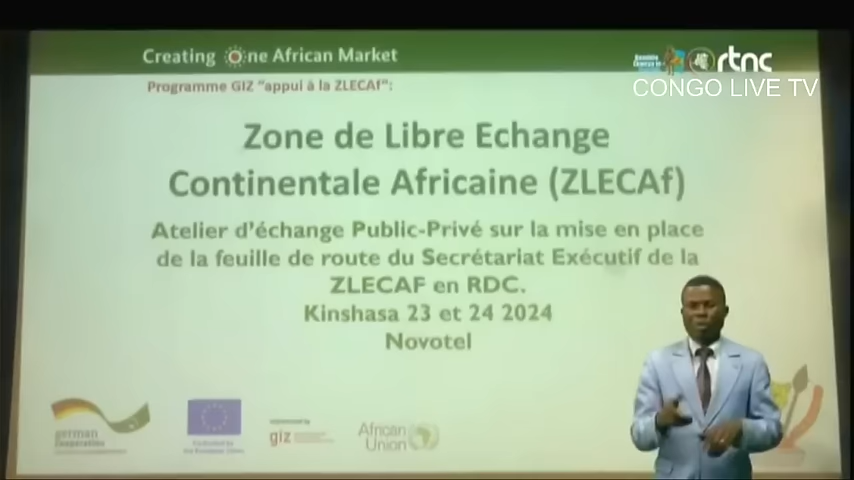 Creating One African Market
rtnc
CONGO LIVE TV
Programme GIZ "appui à la ZLECAf":
Zone de Libre Echange
Continentale Africaine (ZLECAf)
Atelier d'échange Public-Privé sur la mise en place
de la feuille de route du Secrétariat Exécutif de la
ZLECAF en RDC.
Kinshasa 23 et 24 2024
Novotel
german
cooperation
giz
African
Union